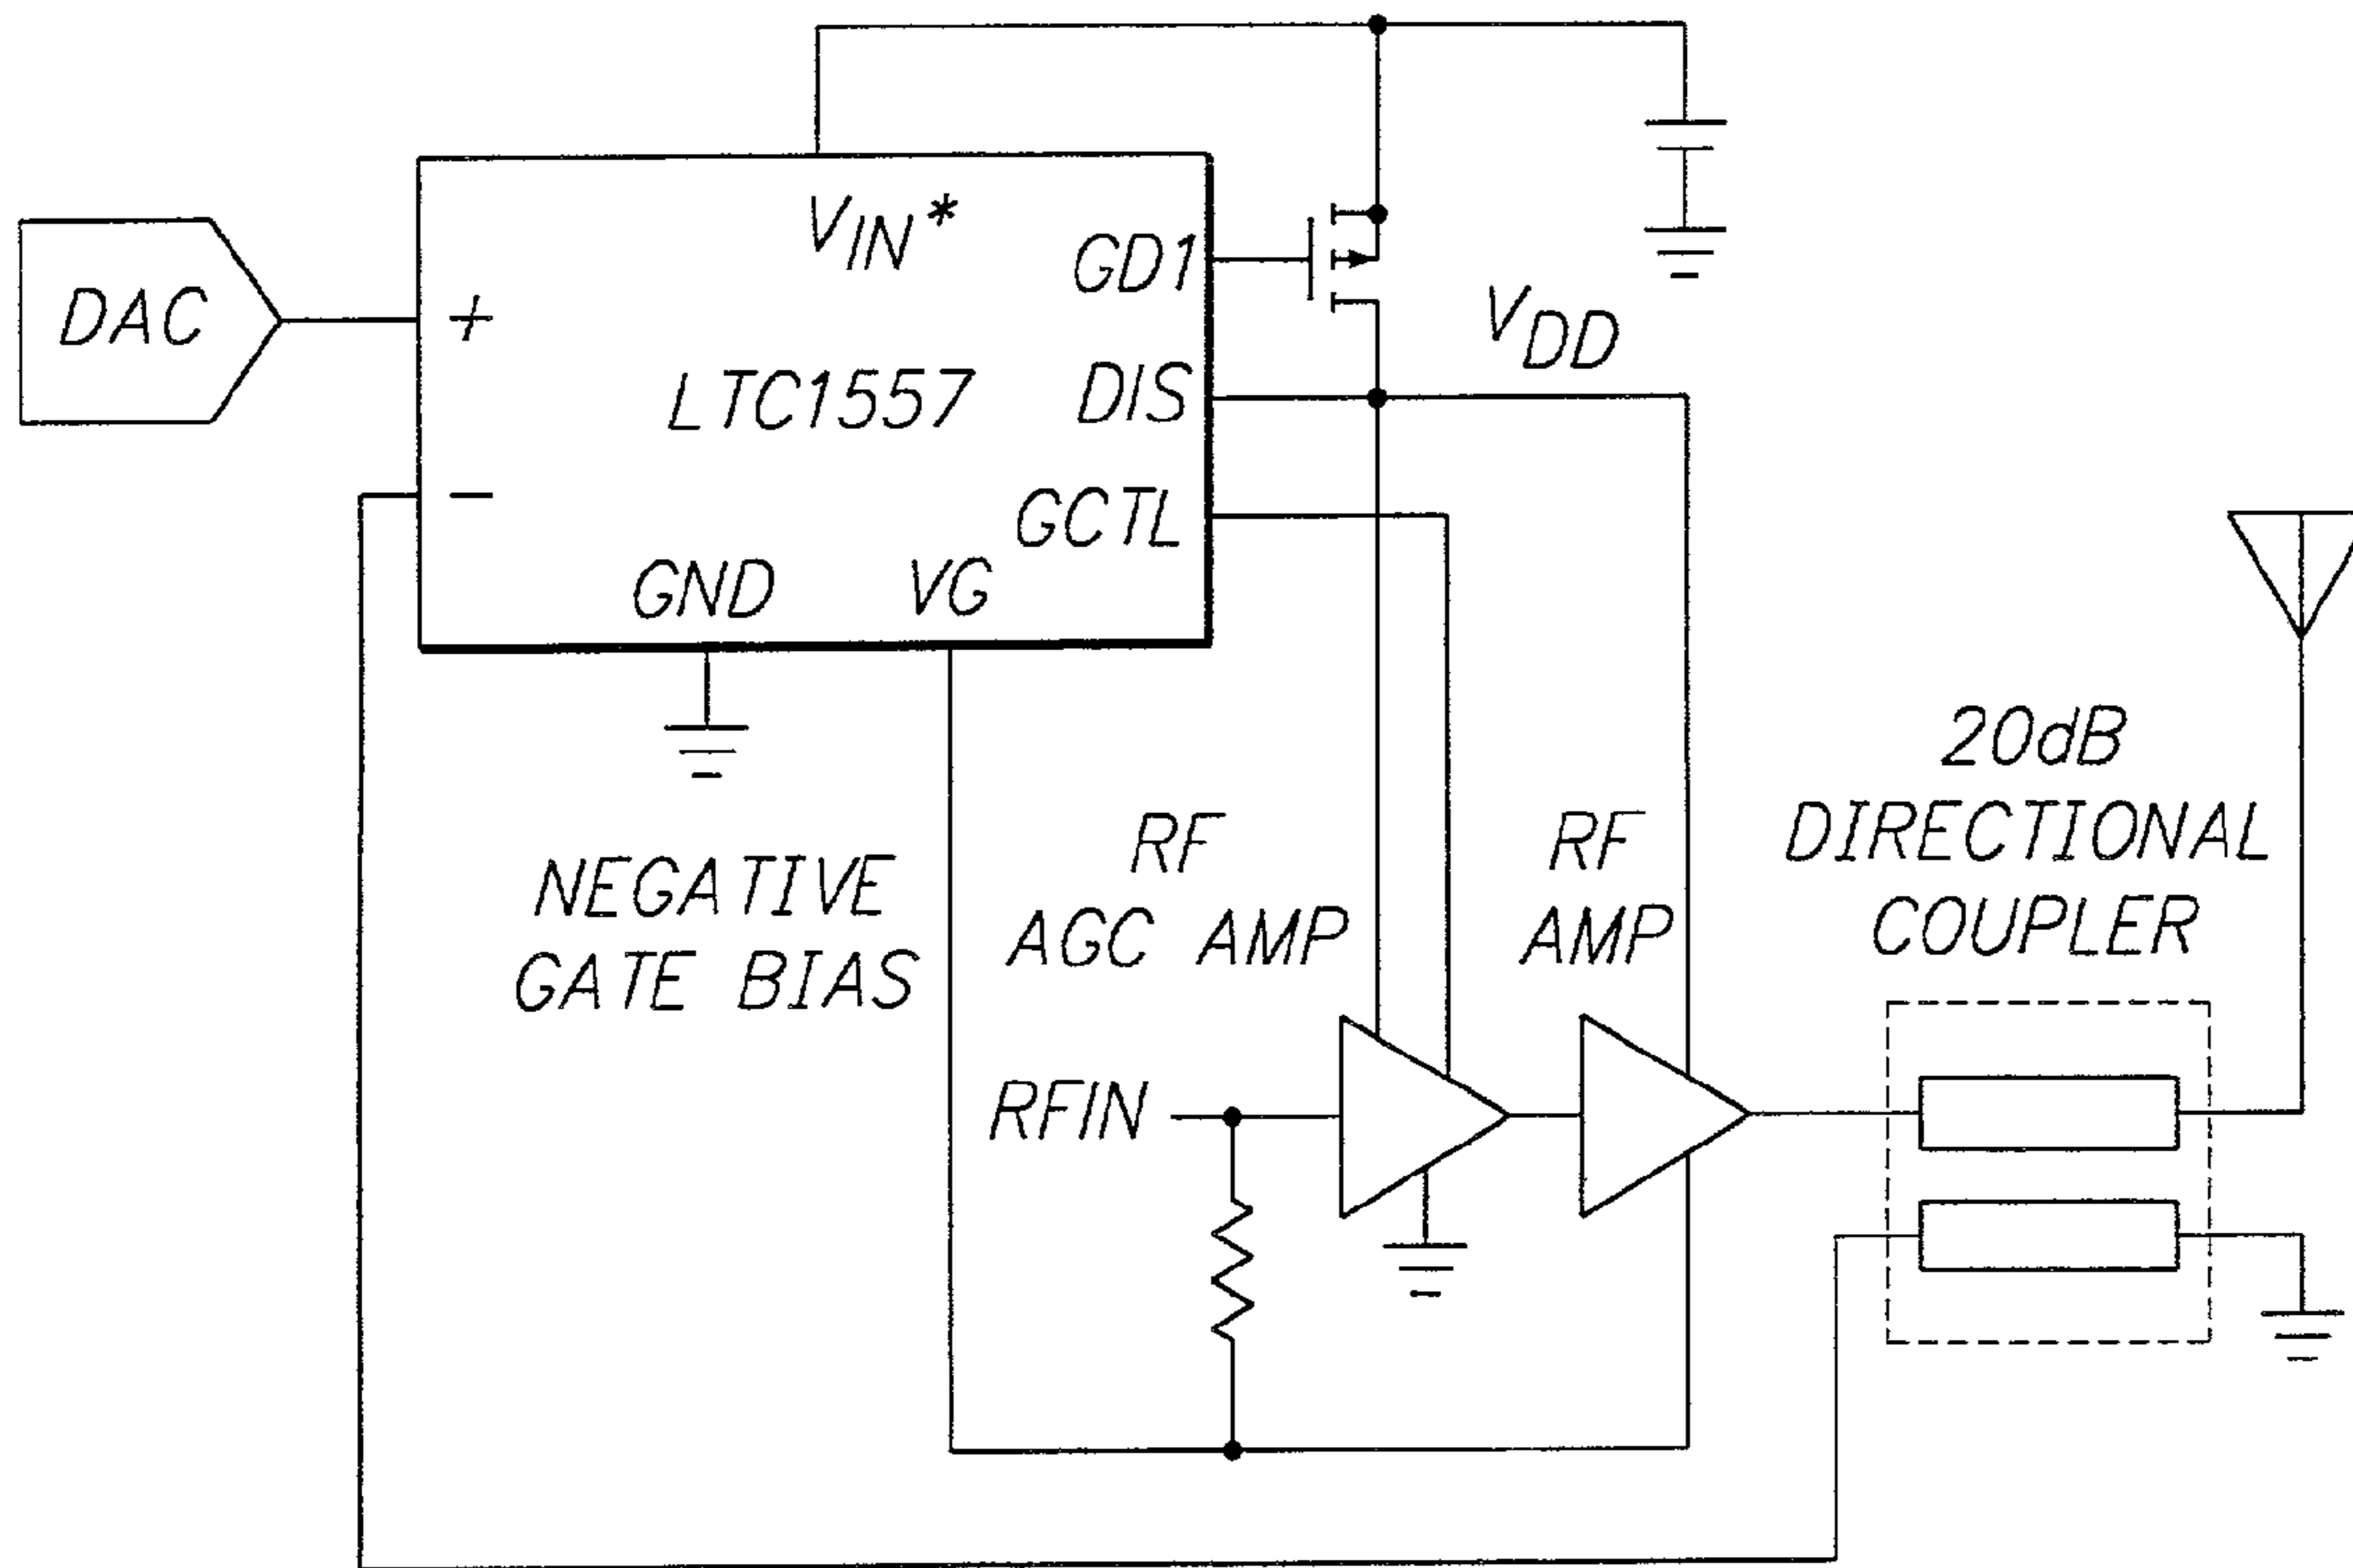 VIN*
GD1
DAC
+
VDD
LTC1557
DIS
−
GCTL
GND
VG
20dB
DIRECTIONAL
COUPLER
NEGATIVE
GATE BIAS
RF
AGC AMP
RF
AMP
RFIN